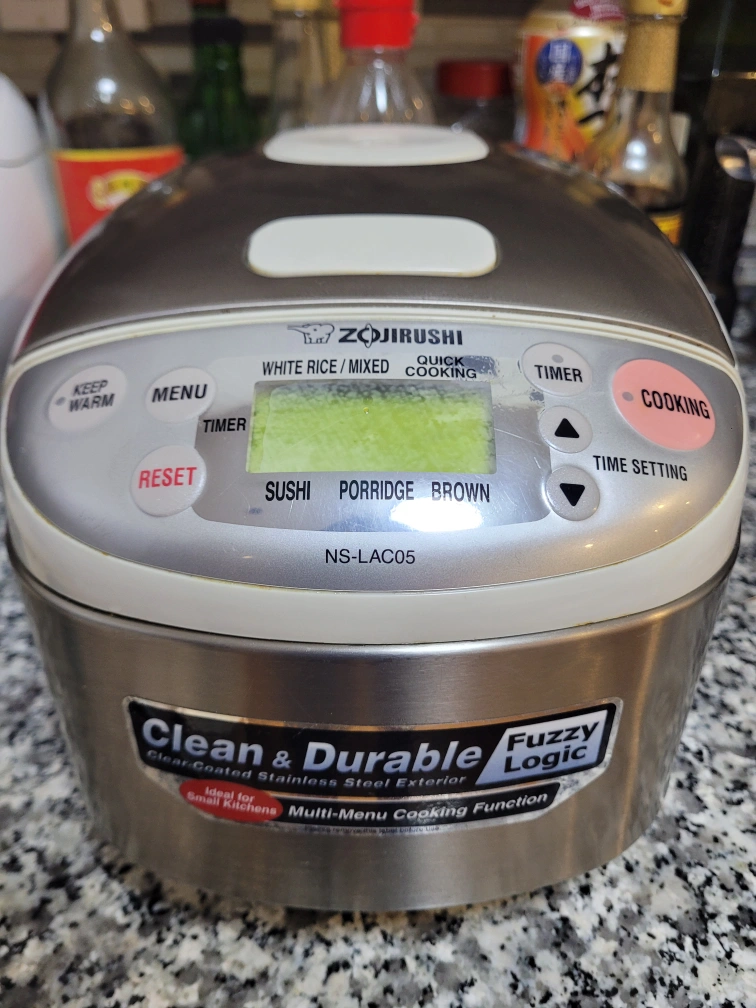 ZOJIRUSHI
WHITE RICE / MIXED
QUICK
COOKING
KEEP
WARM
MENU
TIMER
COOKING
TIMER
RESET
TIME SETTING
SUSHI PORRIDGE BROWN
NS-LAC05
Clean & Durable
Clear-Coated Stainless Steel Exterior
Fuzzy
Logic
Ideal for
Small Kitchens
Multi-Menu Cooking Function